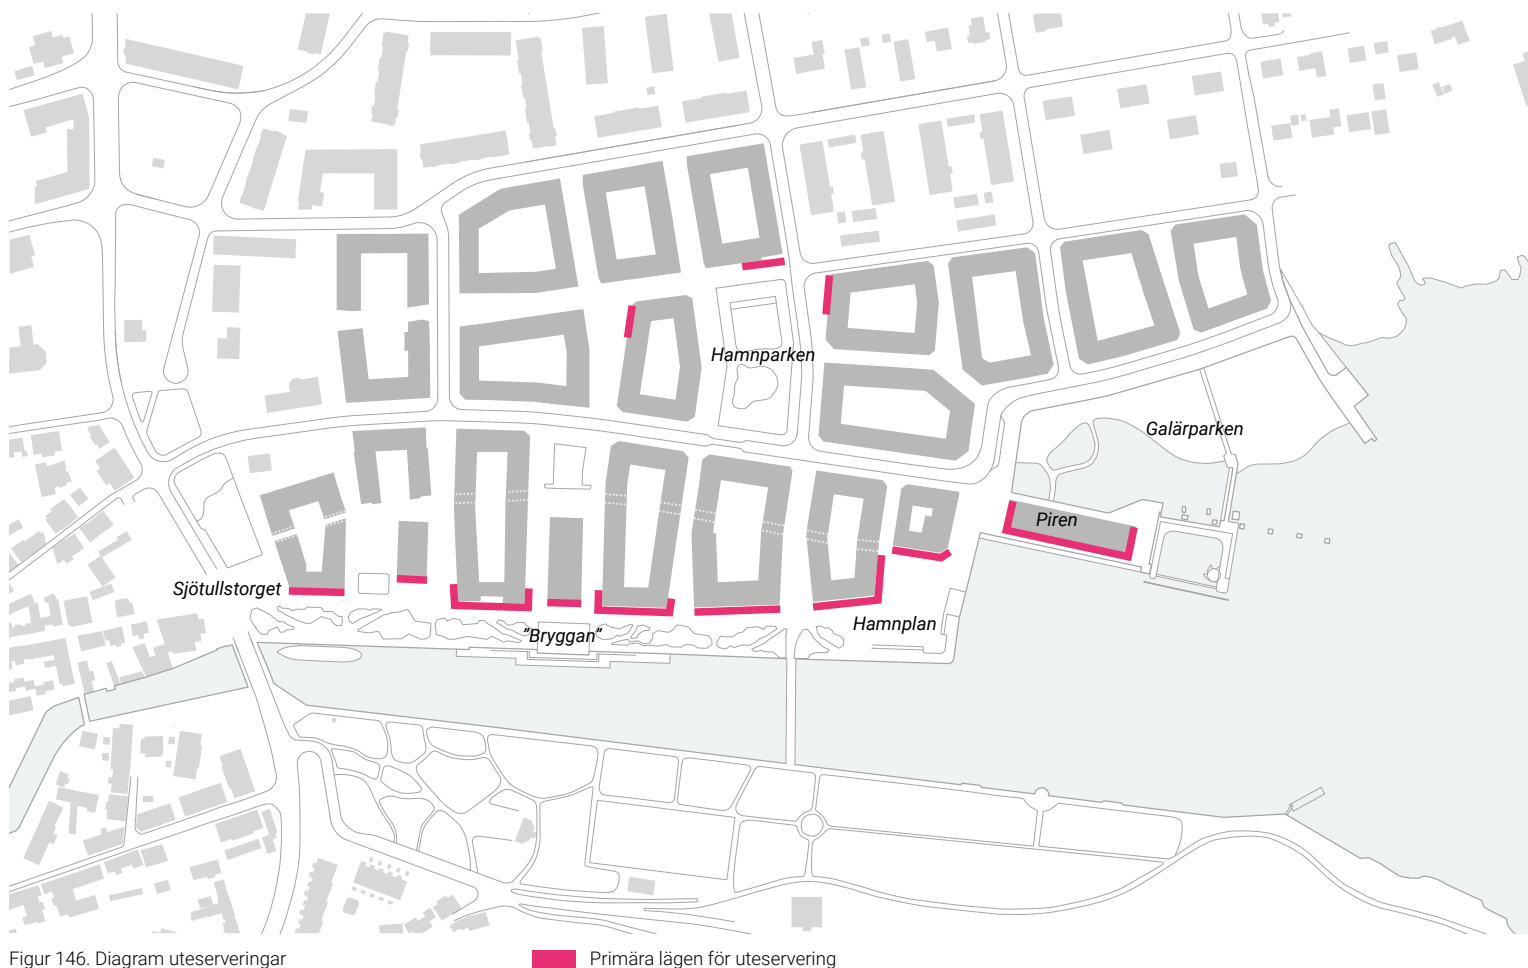 Hamnparken
Galärparken
Piren
Sjötullstorget
Hamnplan
”Bryggan”
Figur 146. Diagram uteserveringar
Primära lägen för uteservering